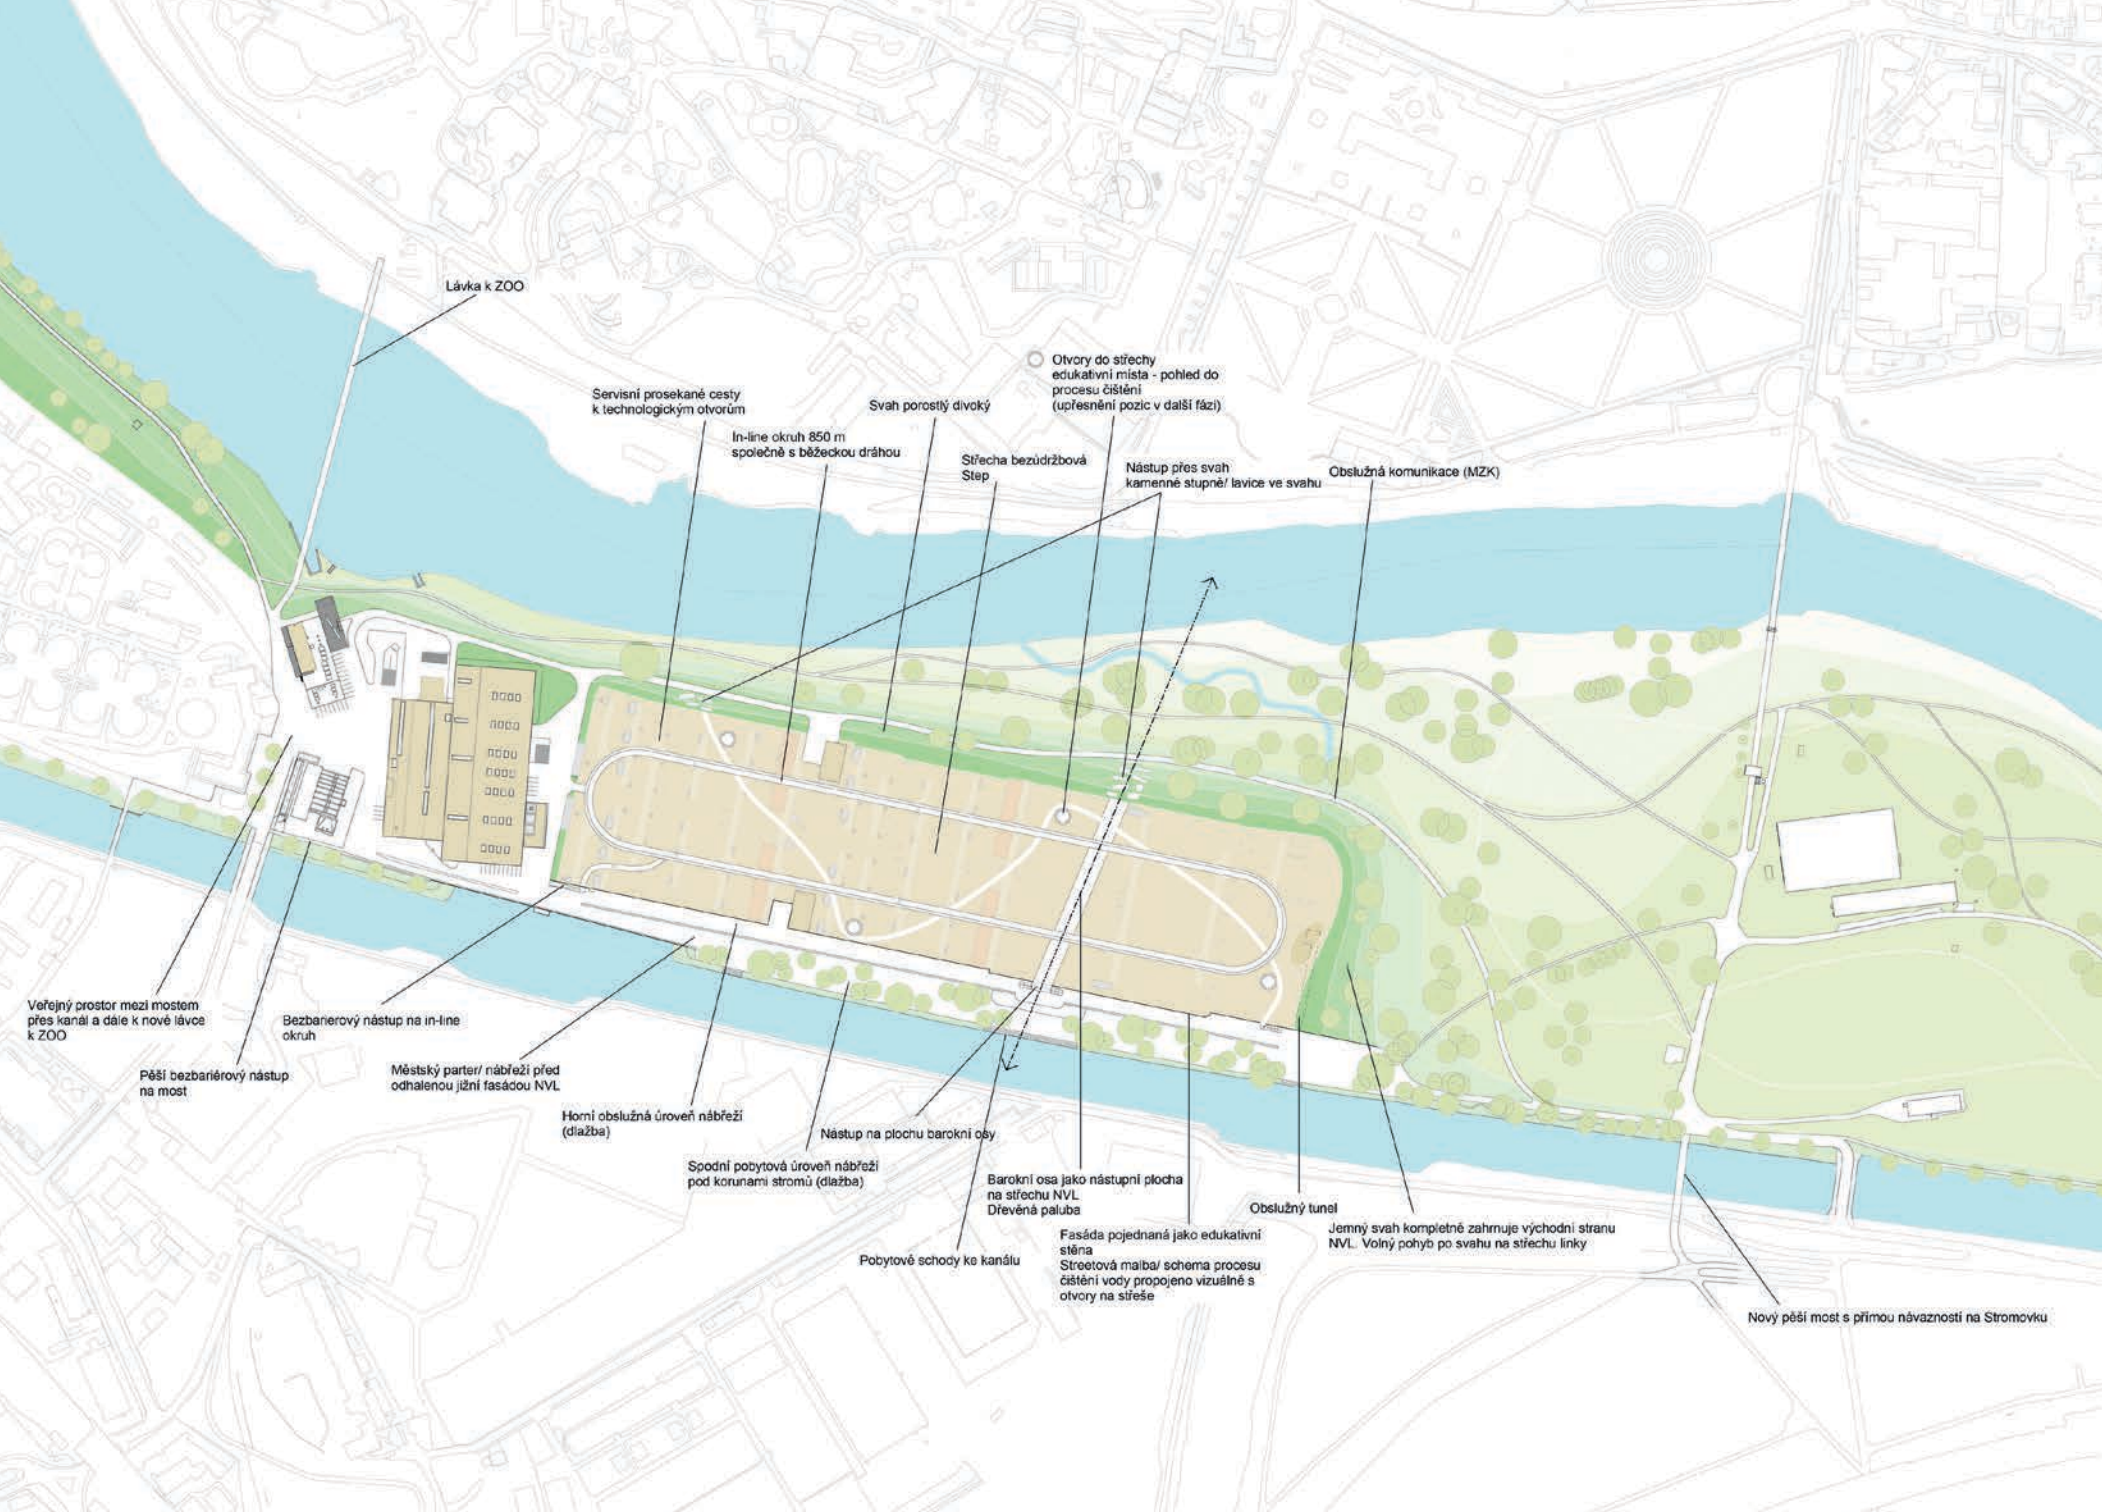 Lávka k ZOO
Otvory do střechy
edukativní místa - pohled do
procesu čištění
(upřesnění pozic v další fázi)
Servisní prosekané cesty
k technologickým otvorům
Svah porostlý divoký
In-line okruh 850 m
společně s běžeckou dráhou
Střecha bezúdržbová
Step
Nástup přes svah
kamenné stupně/ lavice ve svahu
Obslužná komunikace (MZK)
Veřejný prostor mezi mostem
přes kanál a dále k nové lávce
k ZOO
Bezbarierový nástup na in-line
okruh
Pěší bezbariérový nástup
na most
Městský parter/ nábřeží před
odhalenou jižní fasádou NVL
Horní obslužná úroveň nábřeží
(dlažba)
Nástup na plochu barokní osy
Spodní pobytová úroveň nábřeží
pod korunami stromů (dlažba)
Barokní osa jako nástupní plocha
na střechu NVL
Dřevěná paluba
Obslužný tunel
Jemný svah kompletně zahrnuje východní stranu
NVL. Volný pohyb po svahu na střechu linky
Fasáda pojednaná jako edukativní
stěna
Streetová malba/ schema procesu
čištění vody propojeno vizuálně s
otvory na střeše
Pobytové schody ke kanálu
Nový pěší most s přímou návazností na Stromovku